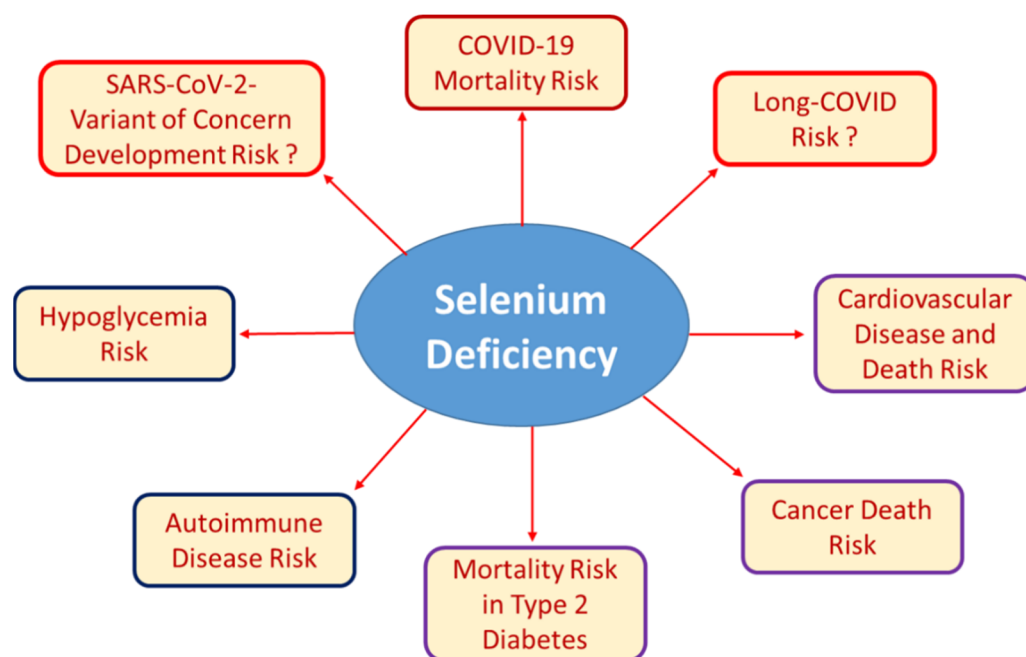 COVID-19
Mortality Risk
SARS-CoV-2-
Variant of Concern
Development Risk ?
Long-COVID
Risk ?
Selenium
Deficiency
Hypoglycemia
Risk
Cardiovascular
Disease and
Death Risk
Autoimmune
Disease Risk
Mortality Risk
in Type 2
Diabetes
Cancer Death
Risk